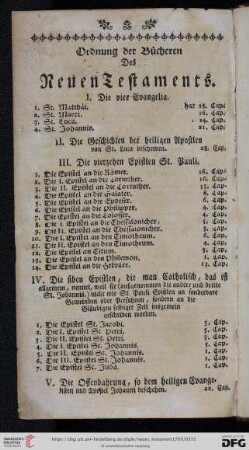 Ordnung der Bücheren
Des
Neuen Testaments.
I. Die vier Evangelia.
1. St. Matthäi. hat 28. Cap.
2. St. Marci. 16. Cap.
3. St. Lucä. 24. Cap.
4. St. Johannis. 21. Cap.
II. Die Geschichten der heiligen Apostlen
von St. Luca beschriben. 28. Cap.
III. Die vierzehen Epistlen St. Pauli.
1. Die Epistel an die Römer. 16. Cap.
2. Die I. Epistel an die Corinther. 16. Cap.
3. Die II. Epistel an die Corinther. 13. Cap.
4. Die Epistel an die Galater. 6. Cap.
5. Die Epistel an die Epheser. 6. Cap.
6. Die Epistel an die Philipper. 4. Cap.
7. Die Epistel an die Colosser. 4. Cap.
8. Die I. Epistel an die Thessalonicher. 5. Cap.
9. Die II. Epistel an die Thessalonicher. 3. Cap.
10. Die I. Epistel an den Timotheum. 6. Cap.
11. Die II. Epistel an den Timotheum. 4. Cap.
12. Die Epistel an Titum. 3. Cap.
13. Die Epistel an den Philemon. 1. Cap.
14. Die Epistel an die Hebräer. 13. Cap.
IV. Die siben Epistlen, die man Catholisch, das ist
allgemein, nennet, weil sie (ausgenommen die andere und dritte
St. Johannis) nicht wie St. Pauli Epistlen an sonderbare
Gemeinden oder Personen, sondern an die
Gläubigen selbiger Zeit insgemein
geschriben worden.
1. Die Epistel St. Jacobi. 5. Cap.
2. Die I. Epistel St. Petri. 5. Cap.
3. Die II. Epistel St. Petri. 3. Cap.
4. Die I. Epistel St. Johannis. 5. Cap.
5. Die II. Epistel St. Johannis. 1. Cap.
6. Die III. Epistel St. Johannis. 1. Cap.
7. Die Epistel St. Judä. 1. Cap.
V. Die Offenbahrung, so dem heiligen Evange-
listen und Apostel Johanni beschehen. 22. Cap.
UNIVERSITÄTS-
BIBLIOTHEK
HEIDELBERG
DFG